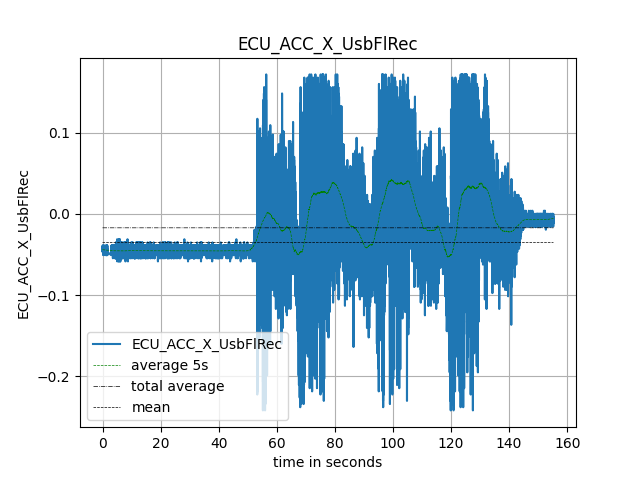 ECU_ACC_X_UsbFlRec
ECU_ACC_X_UsbFlRec
0.1
0.0
−0.1
−0.2
ECU_ACC_X_UsbFlRec
average 5s
total average
mean
0 20 40 60 80 100 120 140 160
time in seconds